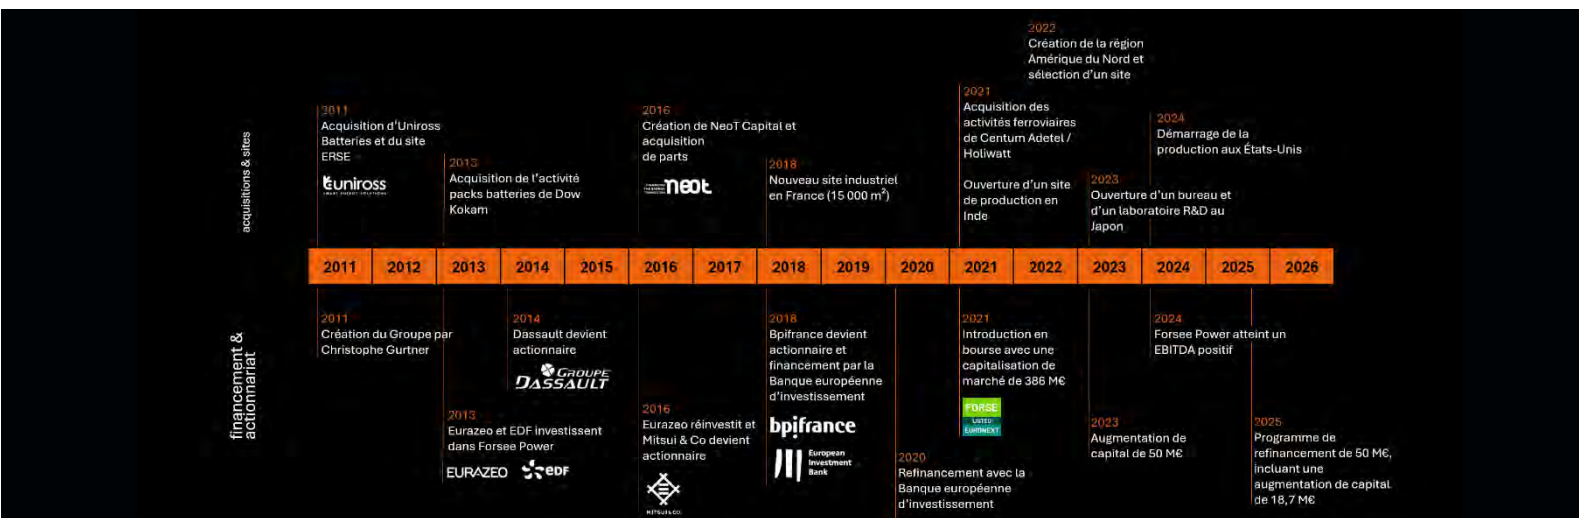 acquisitions & sites
2011
Acquisition d'Uniross
Batteries et du site
ERSE
uniross
2013
Acquisition de l'activité
packs batteries de Dow
Kokam
2016
Création de NeoT Capital et
acquisition
de parts
neot
2018
Nouveau site industriel
en France (15 000 m²)
2021
Acquisition des
activités ferroviaires
de Centum Adetel /
Holiwatt
Ouverture d'un site
de production en
Inde
2022
Création de la région
Amérique du Nord et
sélection d'un site
2023
Ouverture d'un bureau et
d'un laboratoire R&D au
Japon
2024
Démarrage de la
production aux États-Unis
2011 2012 2013 2014 2015 2016 2017 2018 2019 2020 2021 2022 2023 2024 2025 2026
financement &
actionnariat
2011
Création du Groupe par
Christophe Gurtner
2013
Eurazeo et EDF investissent
dans Forsee Power
EURAZEO
EDF
2014
Dassault devient
actionnaire
GROUPE
DASSAULT
2016
Eurazeo réinvestit et
Mitsui & Co devient
actionnaire
MITSUI & CO.
2018
Bpifrance devient
actionnaire et
financement par la
Banque européenne
d'investissement
bpifrance
European
Investment
Bank
2020
Refinancement avec la
Banque européenne
d'investissement
2021
Introduction en
bourse avec une
capitalisation de
marché de 386 M€
FORSE
LISTED
EURONEXT
2023
Augmentation de
capital de 50 M€
2024
Forsee Power atteint un
EBITDA positif
2025
Programme de
refinancement de 50 M€,
incluant une
augmentation de capital
de 18,7 M€